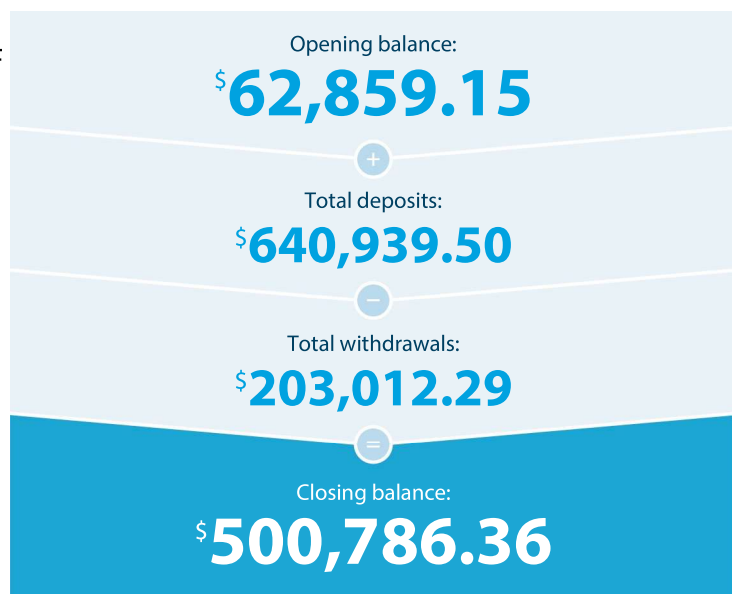 Opening balance:
$62,859.15
+
Total deposits:
$640,939.50
−
Total withdrawals:
$203,012.29
=
Closing balance:
$500,786.36